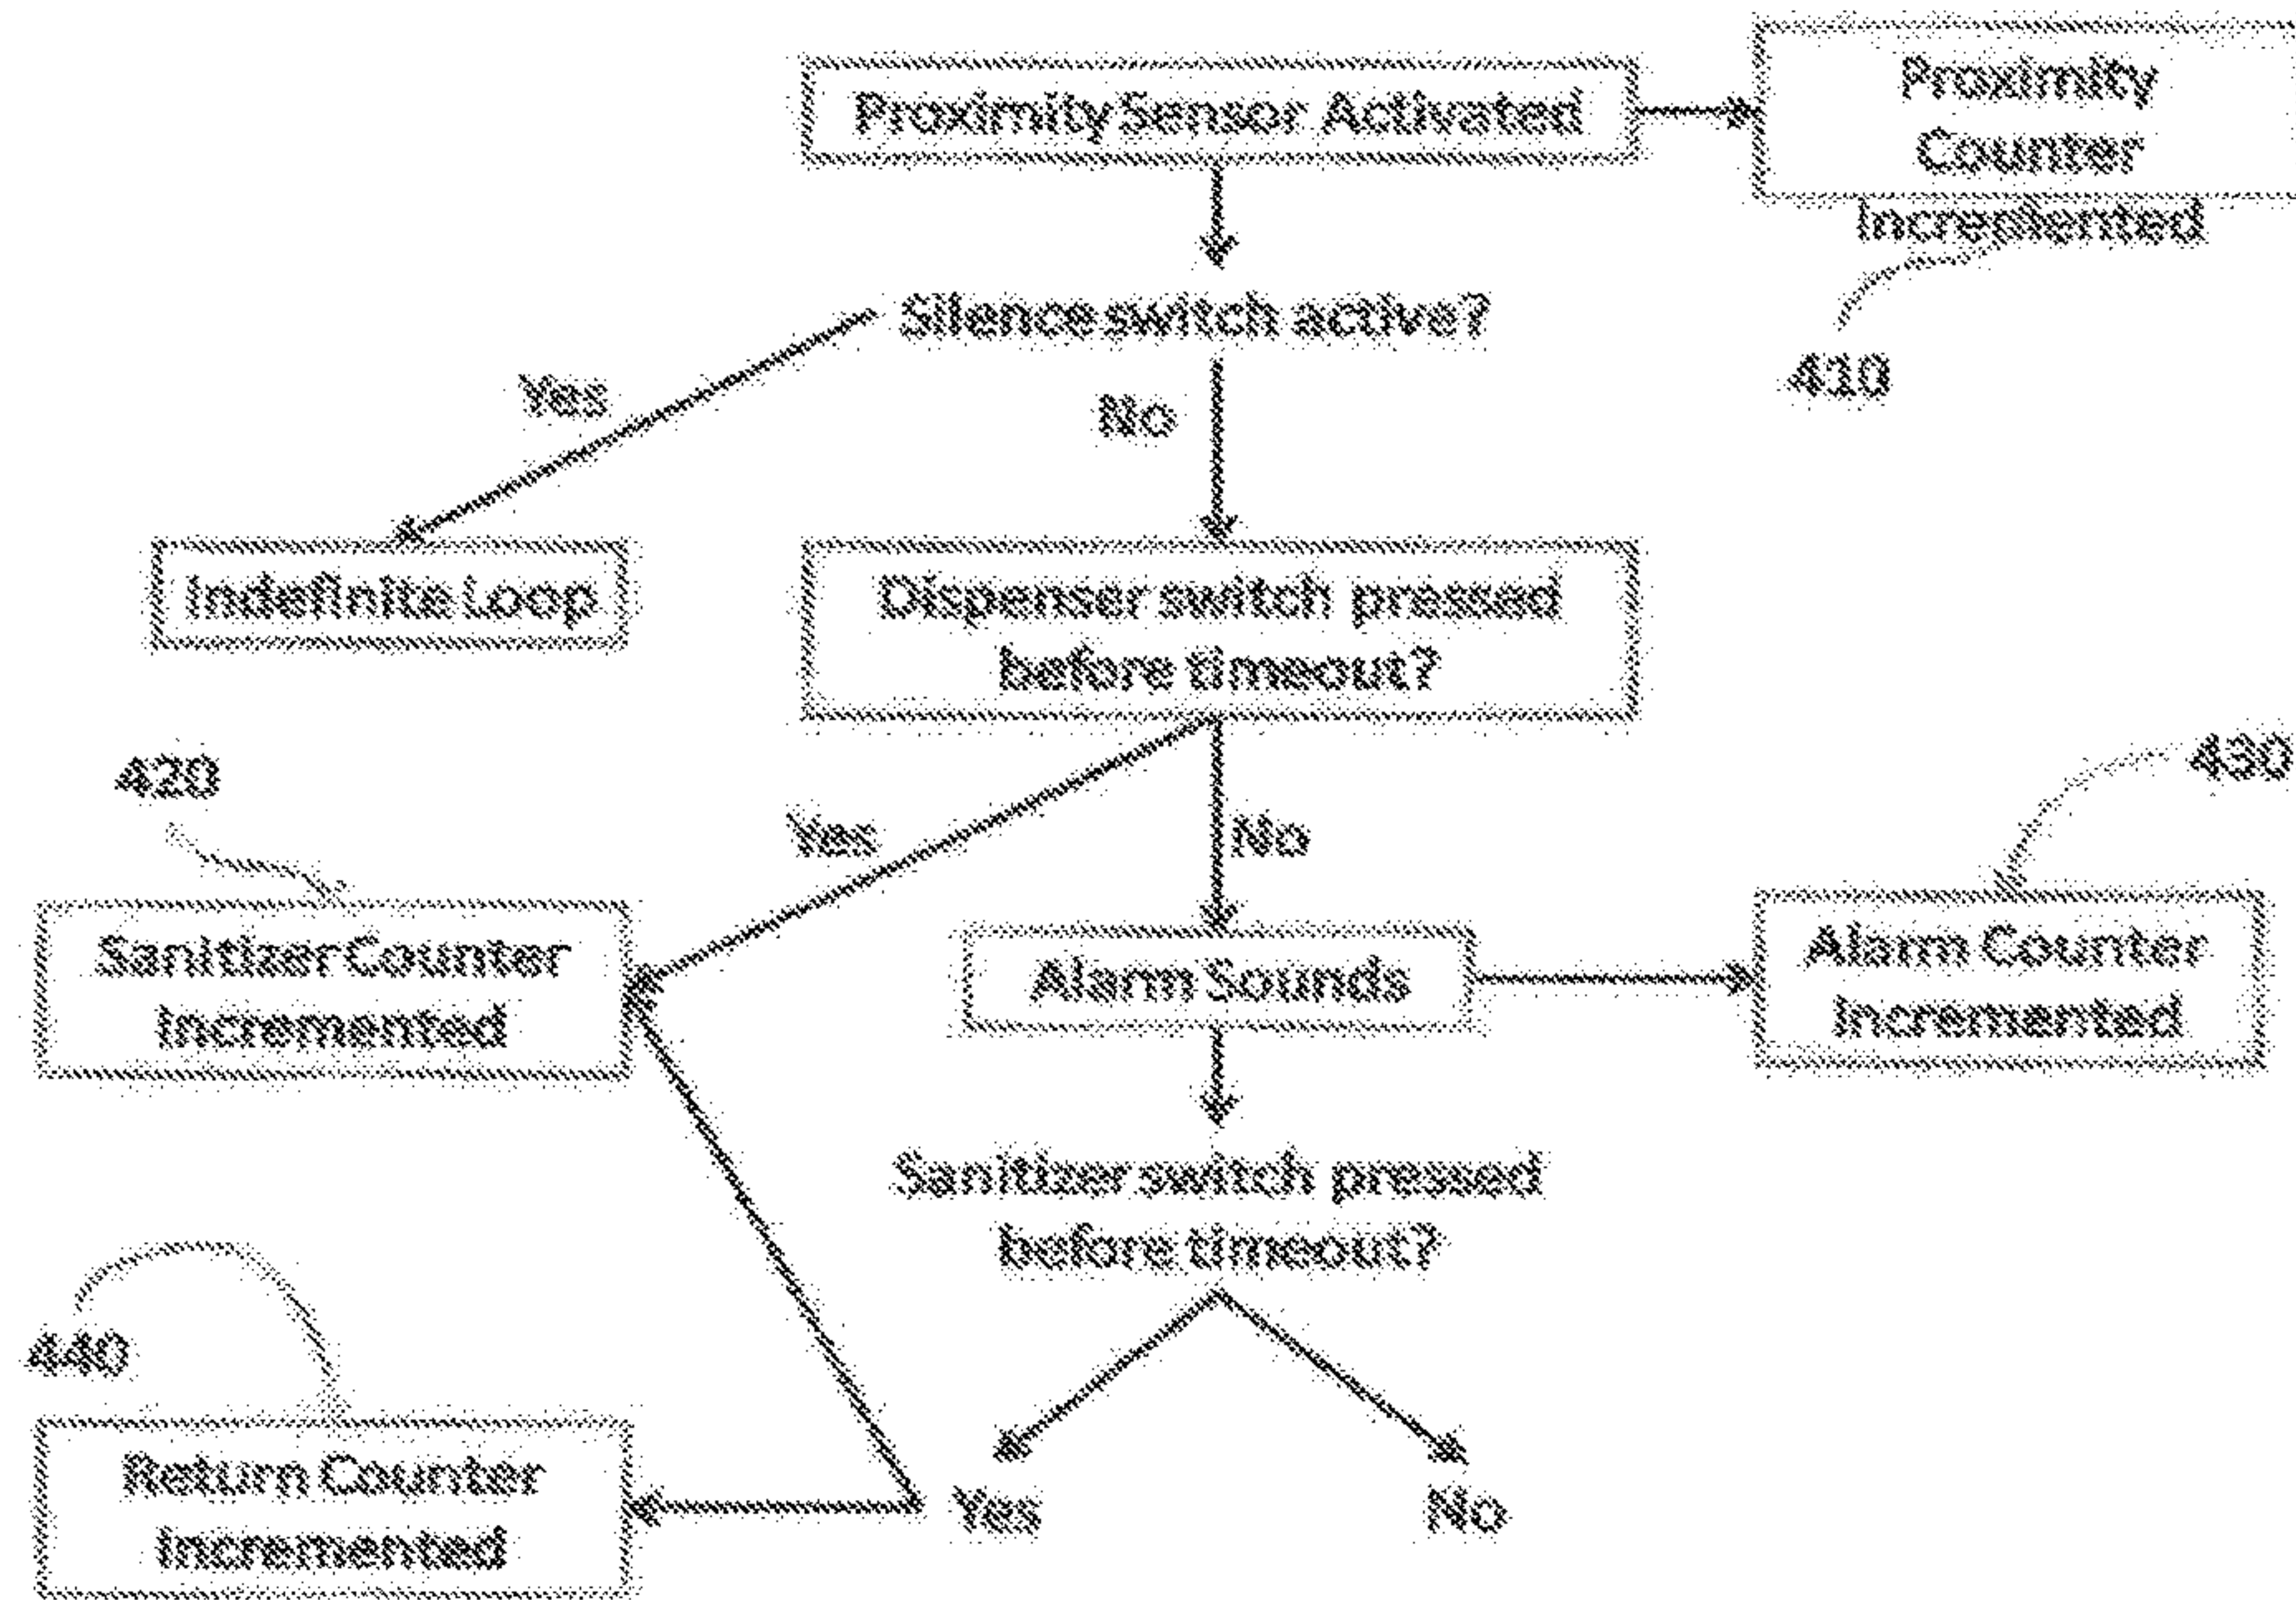 Proximity Sensor Activated
Proximity
Counter
Incremented
410
Silence switch active?
Yes
No
Indefinite Loop
Dispenser switch pressed
before timeout?
420
430
Yes
No
Sanitizer Counter
Incremented
Alarm Sounds
Alarm Counter
Incremented
Sanitizer switch pressed
before timeout?
440
Return Counter
Incremented
Yes
No